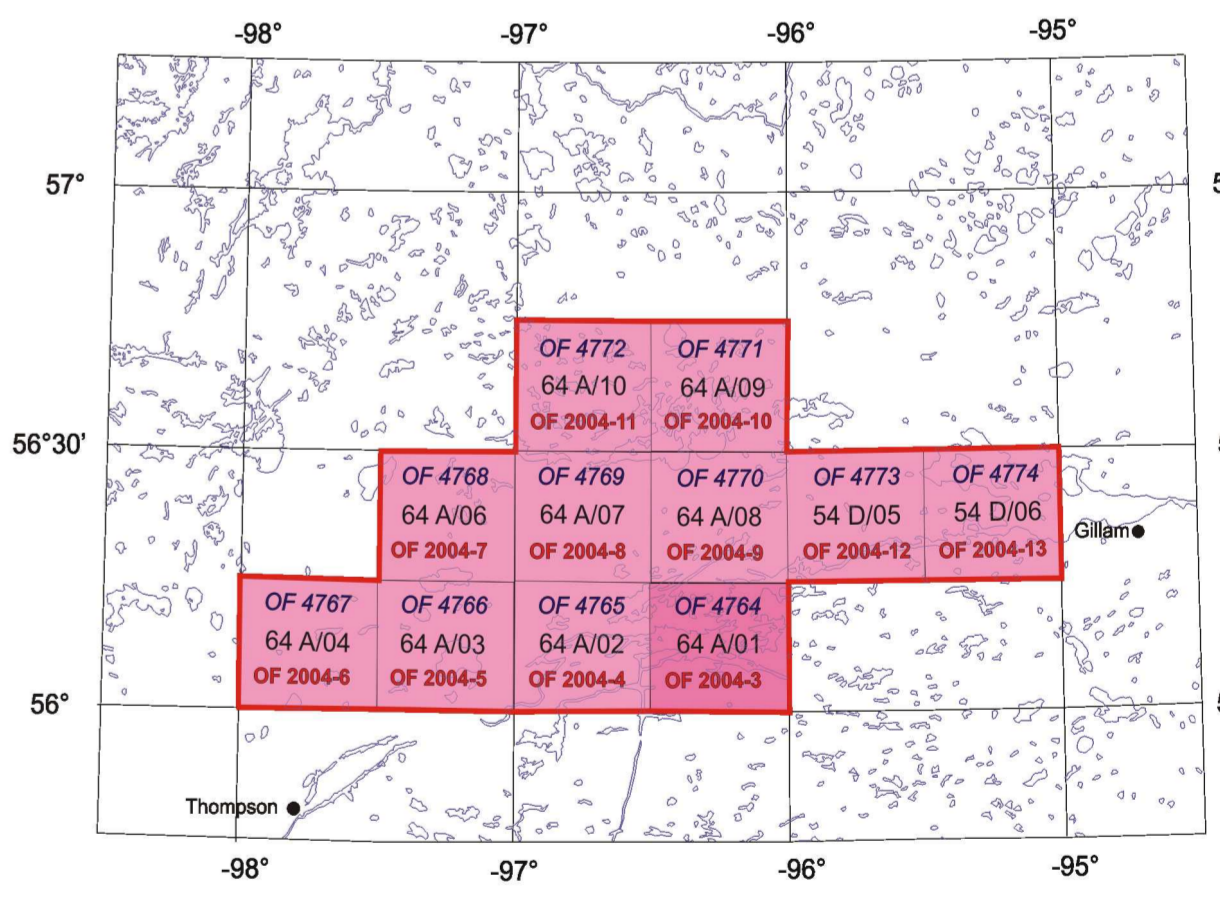 -98° -97° -96° -95°
57° 5
OF 4772 OF 4771
64 A/10 64 A/09
OF 2004-11 OF 2004-10
56°30’ 5
OF 4768 OF 4769 OF 4770 OF 4773 OF 4774
64 A/06 64 A/07 64 A/08 54 D/05 54 D/06
OF 2004-7 OF 2004-8 OF 2004-9 OF 2004-12 OF 2004-13
Gillam
OF 4767 OF 4766 OF 4765 OF 4764
64 A/04 64 A/03 64 A/02 64 A/01
OF 2004-6 OF 2004-5 OF 2004-4 OF 2004-3
56° 5
Thompson
-98° -97° -96° -95°